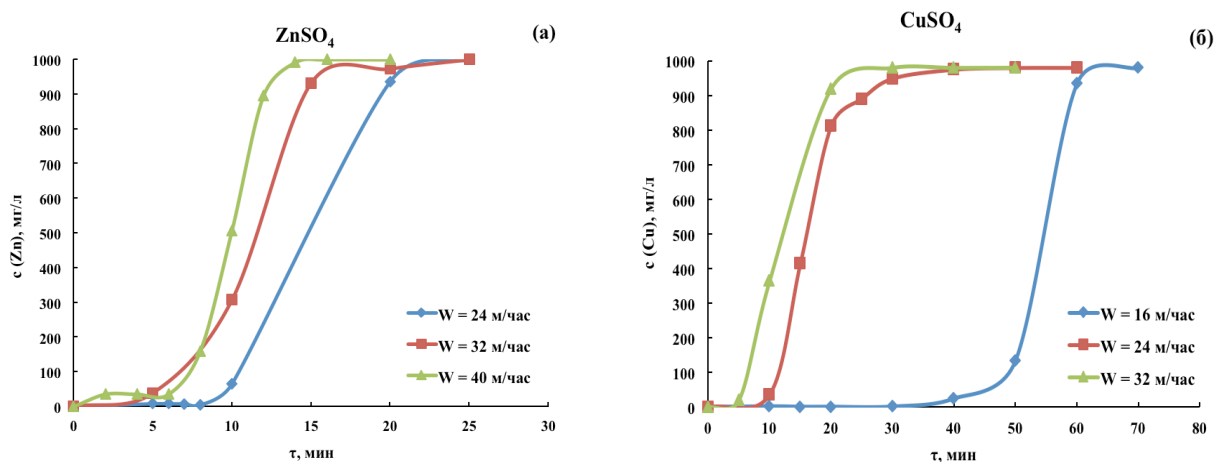 ZnSO4
(а)
1000
900
800
700
600
500
400
300
200
100
0
с (Zn), мг/л
0 5 10 15 20 25 30
τ, мин
W = 24 м/час
W = 32 м/час
W = 40 м/час
CuSO4
(б)
1000
900
800
700
600
500
400
300
200
100
0
с (Cu), мг/л
0 10 20 30 40 50 60 70 80
τ, мин
W = 16 м/час
W = 24 м/час
W = 32 м/час